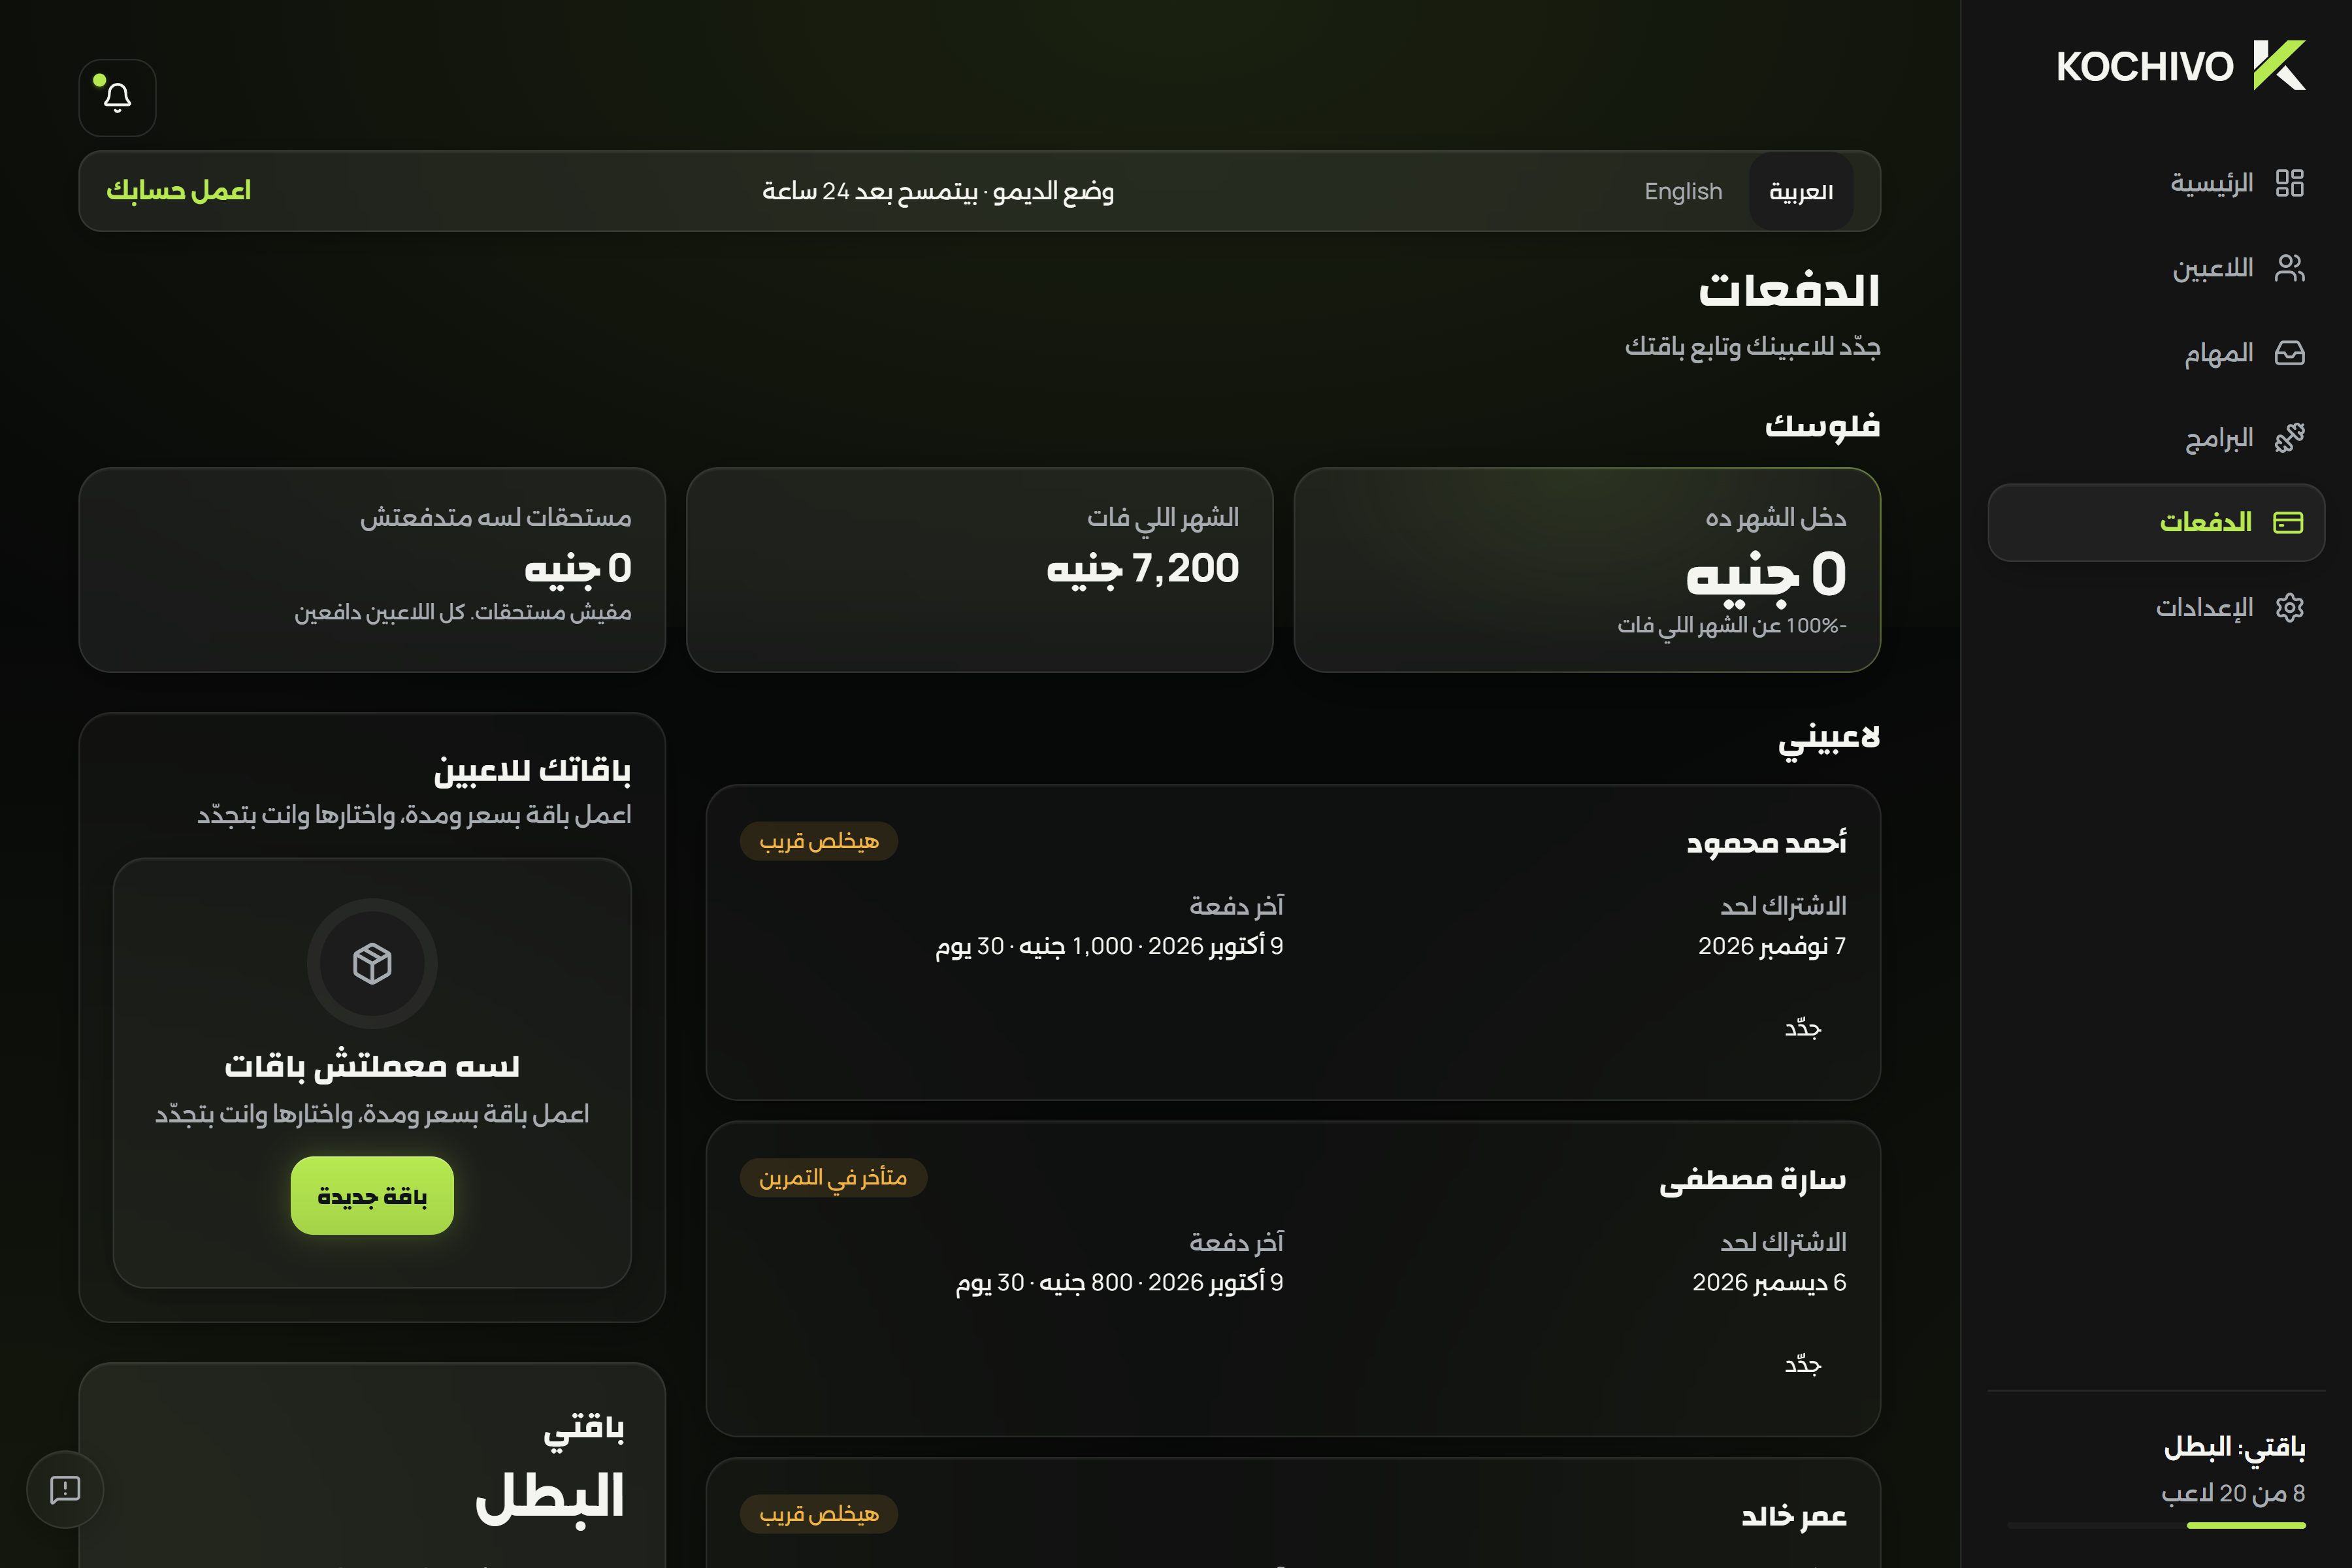 KOCHIVO
الرئيسية
اللاعبين
المهام
البرامج
الدفعات
الإعدادات
باقتي: البطل
8 من 20 لاعب
العربية
English
وضع الديمو · بيتمسح بعد 24 ساعة
اعمل حسابك
الدفعات
جدّد للاعبينك وتابع باقتك
فلوسك
دخل الشهر ده
0 جنيه
-100% عن الشهر اللي فات
الشهر اللي فات
7,200 جنيه
مستحقات لسه متدفعتش
0 جنيه
مفيش مستحقات. كل اللاعبين دافعين
لاعبيني
أحمد محمود
هيخلص قريب
الاشتراك لحد
7 نوفمبر 2026
آخر دفعة
9 أكتوبر 2026 · 1,000 جنيه · 30 يوم
جدّد
سارة مصطفى
متأخر في التمرين
الاشتراك لحد
6 ديسمبر 2026
آخر دفعة
9 أكتوبر 2026 · 800 جنيه · 30 يوم
جدّد
عمر خالد
هيخلص قريب
باقاتك للاعبين
اعمل باقة بسعر ومدة، واختارها وانت بتجدّد
لسه معملتش باقات
اعمل باقة بسعر ومدة، واختارها وانت بتجدّد
باقة جديدة
باقتي
البطل